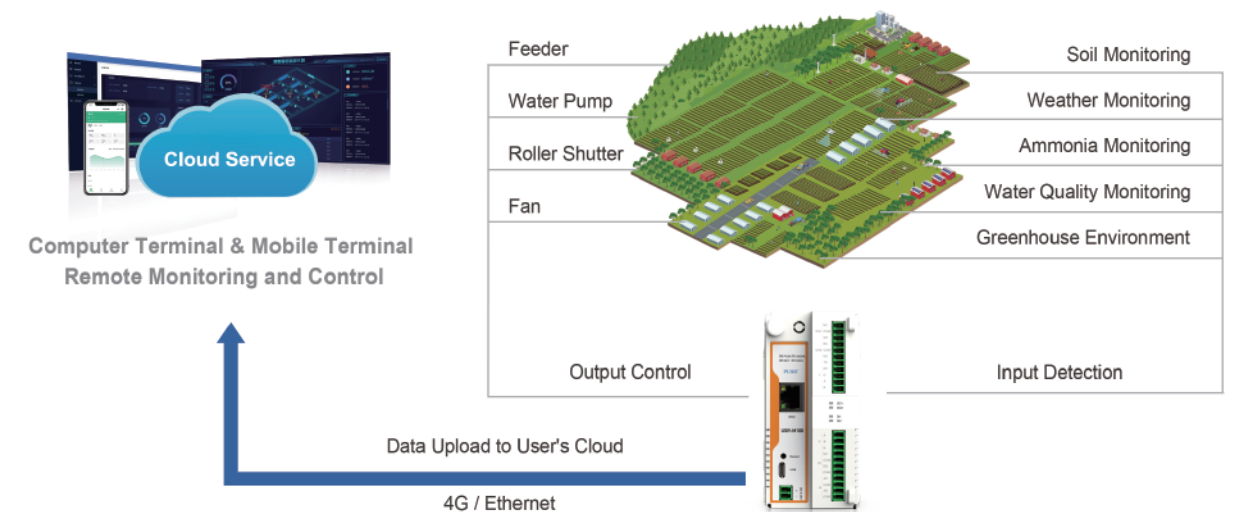 Feeder
Water Pump
Roller Shutter
Fan
Soil Monitoring
Weather Monitoring
Ammonia Monitoring
Water Quality Monitoring
Greenhouse Environment
Cloud Service
Computer Terminal & Mobile Terminal
Remote Monitoring and Control
Output Control
Input Detection
Data Upload to User's Cloud
4G / Ethernet